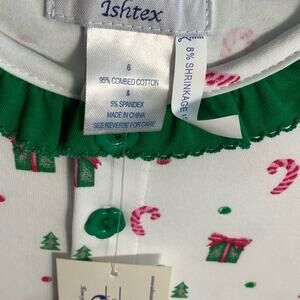 Ishtex
6
95% COMBED COTTON
&
5% SPANDEX
MADE IN CHINA
SEE REVERSE FOR CARE
8% SHRINKAGE